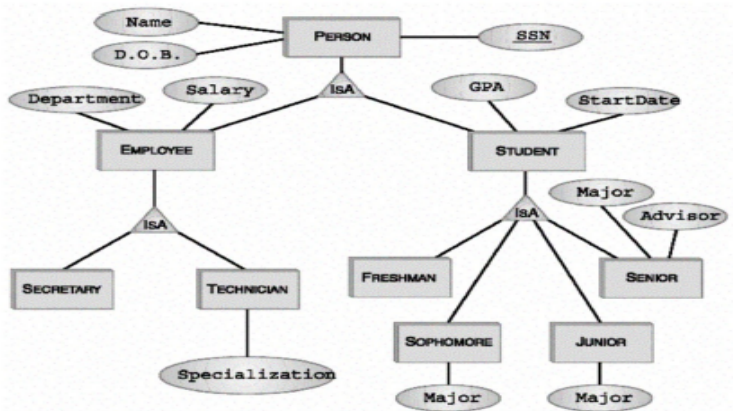 Name
PERSON
SSN
D.O.B.
IsA
Department
Salary
GPA
StartDate
EMPLOYEE
STUDENT
IsA
IsA
Major
Advisor
SECRETARY
TECHNICIAN
FRESHMAN
SENIOR
SOPHOMORE
JUNIOR
Specialization
Major
Major